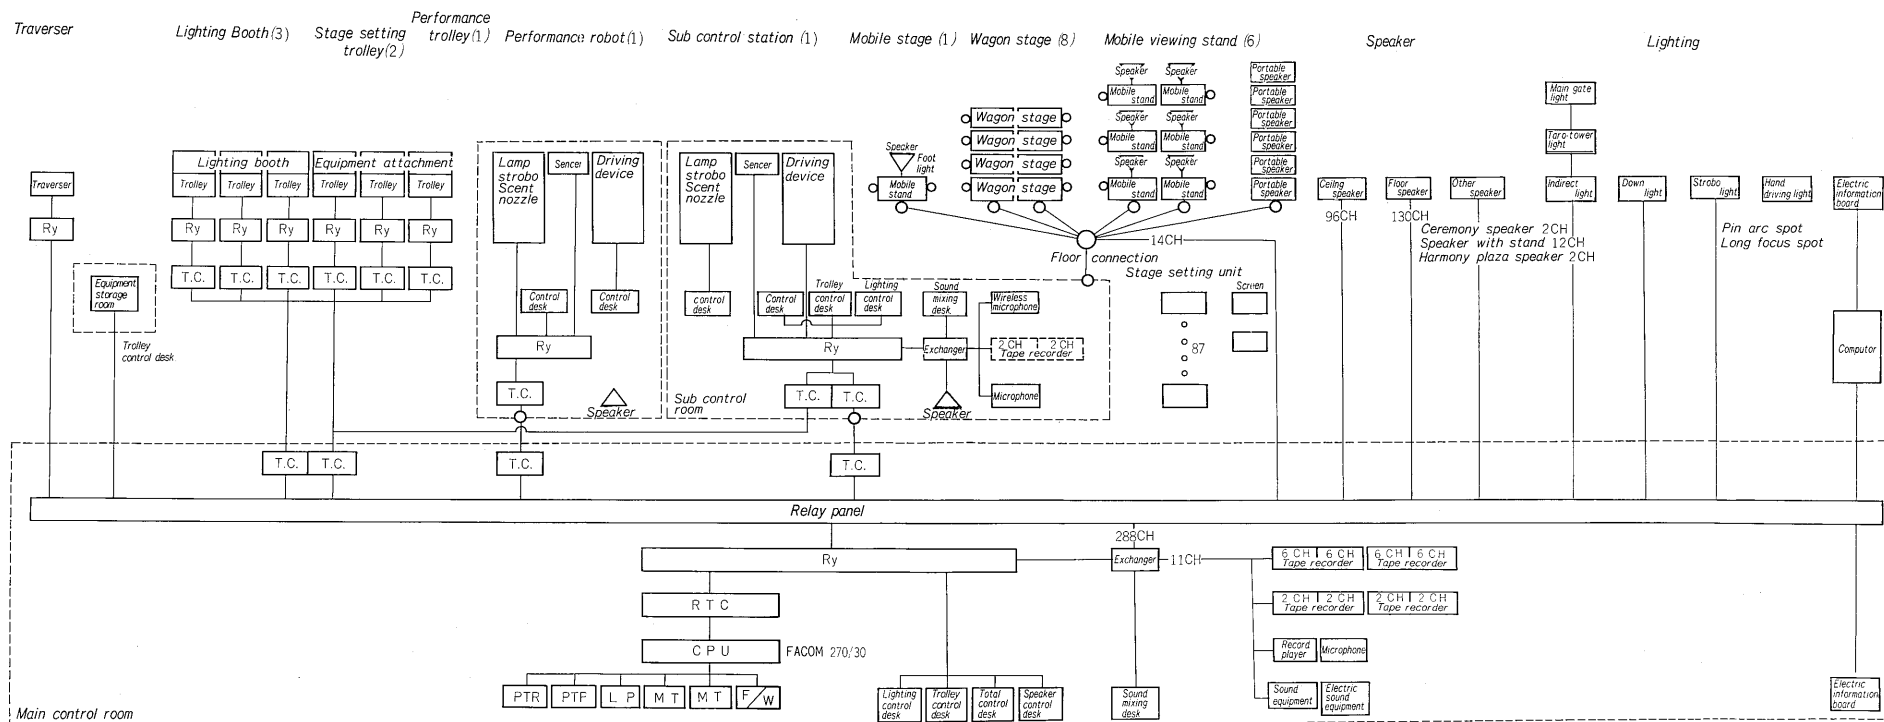 Traverser
Lighting Booth(3)
Stage setting
trolley(2)
Performance
trolley(1)
Performance robot(1)
Sub control station (1)
Mobile stage (1)
Wagon stage (8)
Mobile viewing stand (6)
Speaker
Lighting
Speaker
Speaker
Mobile
stand
Mobile
stand
Speaker
Speaker
Mobile
stand
Mobile
stand
Speaker
Speaker
Mobile
stand
Mobile
stand
Portable
speaker
Portable
speaker
Portable
speaker
Portable
speaker
Portable
speaker
Portable
speaker
Main gate
light
Taro-tower
light
Wagon stage
Wagon stage
Wagon stage
Wagon stage
Speaker
Foot
light
Mobile
stand
Lighting booth
Equipment attachment
Trolley
Trolley
Trolley
Trolley
Trolley
Trolley
Traverser
Ry
Ry
Ry
Ry
Ry
Ry
Ry
T.C.
T.C.
T.C.
T.C.
T.C.
T.C.
Lamp
strobo
Scent
nozzle
Sencer
Driving
device
Lamp
strobo
Scent
nozzle
Sencer
Driving
device
Ceilng
speaker
Floor
speaker
Other
speaker
Indirect
light
Down
light
Strobo
light
Hand
driving light
Electric
information
board
96CH
130CH
Ceremony speaker 2CH
Speaker with stand 12CH
Harmony plaza speaker 2CH
Pin arc spot
Long focus spot
14CH
Floor connection
Stage setting unit
Screen
87
Equipment
storage
room
Trolley
control desk
Control
desk
Control
desk
control
desk
Control
desk
Trolley
control
desk
Lighting
control
desk
Sound
mixing
desk
Wireless
microphone
Ry
Ry
Exchanger
2 CH
2 CH
Tape recorder
Computor
T.C.
Speaker
Sub control
room
T.C.
T.C.
Speaker
Microphone
T.C.
T.C.
T.C.
T.C.
Relay panel
288CH
Ry
Exchanger
11CH
6 CH
6 CH
Tape recorder
6 CH
6 CH
Tape recorder
R T C
2 CH
2 CH
Tape recorder
2 CH
2 CH
Tape recorder
C P U
FACOM 270/30
Record
player
Microphone
PTR
PTF
L P
M T
M T
F/W
Lighting
control
desk
Trolley
control
desk
Total
control
desk
Speaker
control
desk
Sound
mixing
desk
Sound
equipment
Electric
sound
equipment
Electric
information
board
Main control room